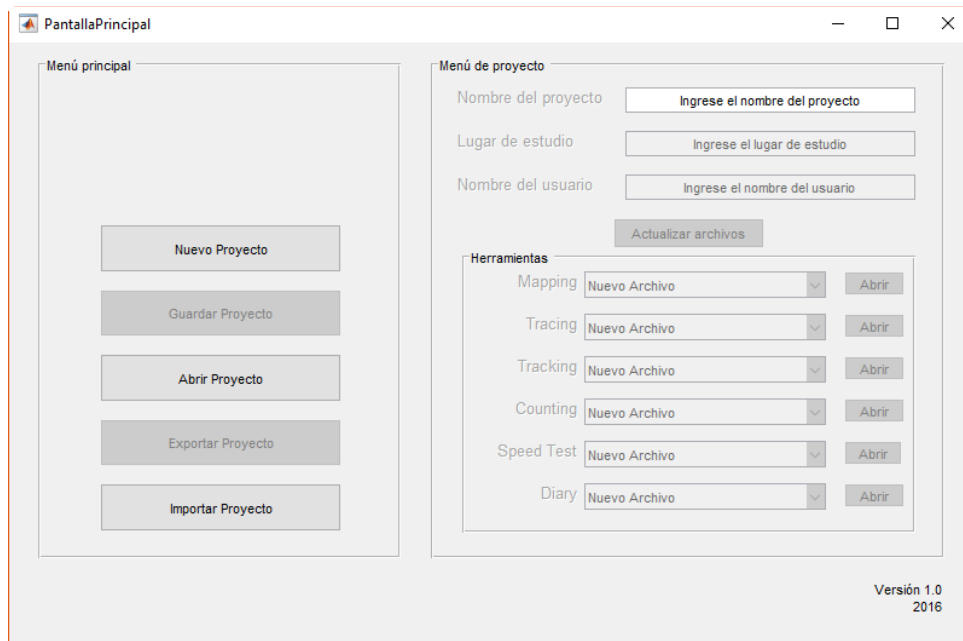 PantallaPrincipal
Menú principal
Nuevo Proyecto
Guardar Proyecto
Abrir Proyecto
Exportar Proyecto
Importar Proyecto
Menú de proyecto
Nombre del proyecto Ingrese el nombre del proyecto
Lugar de estudio Ingrese el lugar de estudio
Nombre del usuario Ingrese el nombre del usuario
Actualizar archivos
Herramientas
Mapping Nuevo Archivo Abrir
Tracing Nuevo Archivo Abrir
Tracking Nuevo Archivo Abrir
Counting Nuevo Archivo Abrir
Speed Test Nuevo Archivo Abrir
Diary Nuevo Archivo Abrir
Versión 1.0
2016